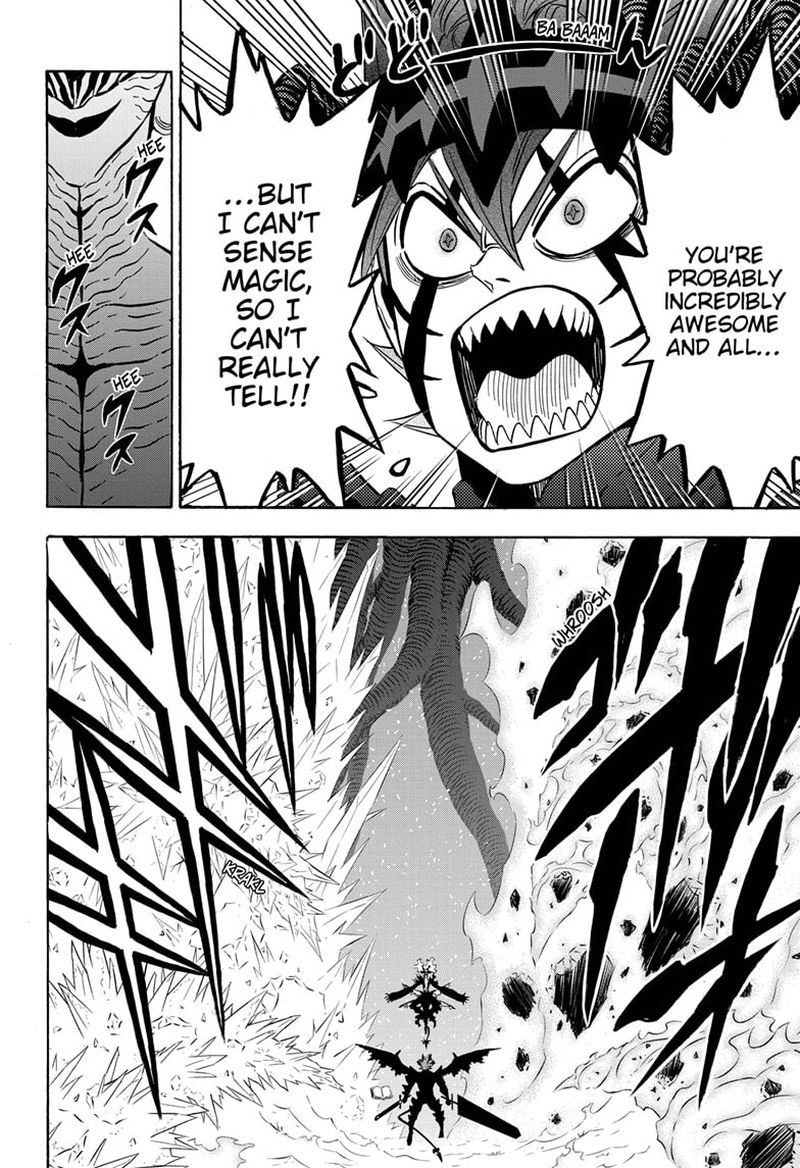 BA BAAAM
どどーん
YOU'RE
PROBABLY
INCREDIBLY
AWESOME
AND ALL...
...BUT
I CAN'T
SENSE
MAGIC,
SO I
CAN'T
REALLY
TELL!!
HEE
クス
HEE
クス
HEE
クス
WHROOSH
KRAKL